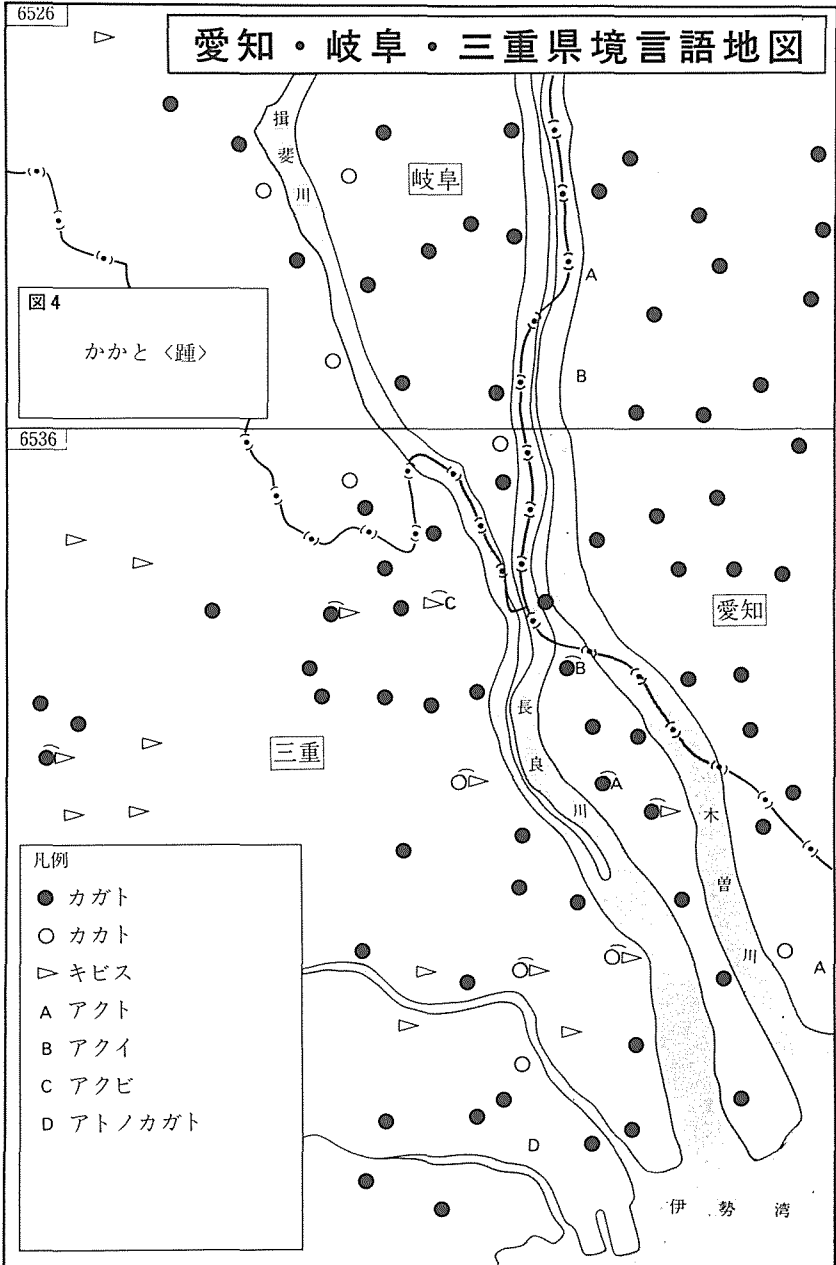 6526
愛知・岐阜・三重県境言語地図
揖斐川
岐阜
A
図4
かかと〈踵〉
B
6536
C
愛知
B
長良川
三重
A
木曽川
凡例
カガト
カカト
キビス
A アクト
B アクイ
C アクビ
D アトノカガト
A
D
伊勢湾